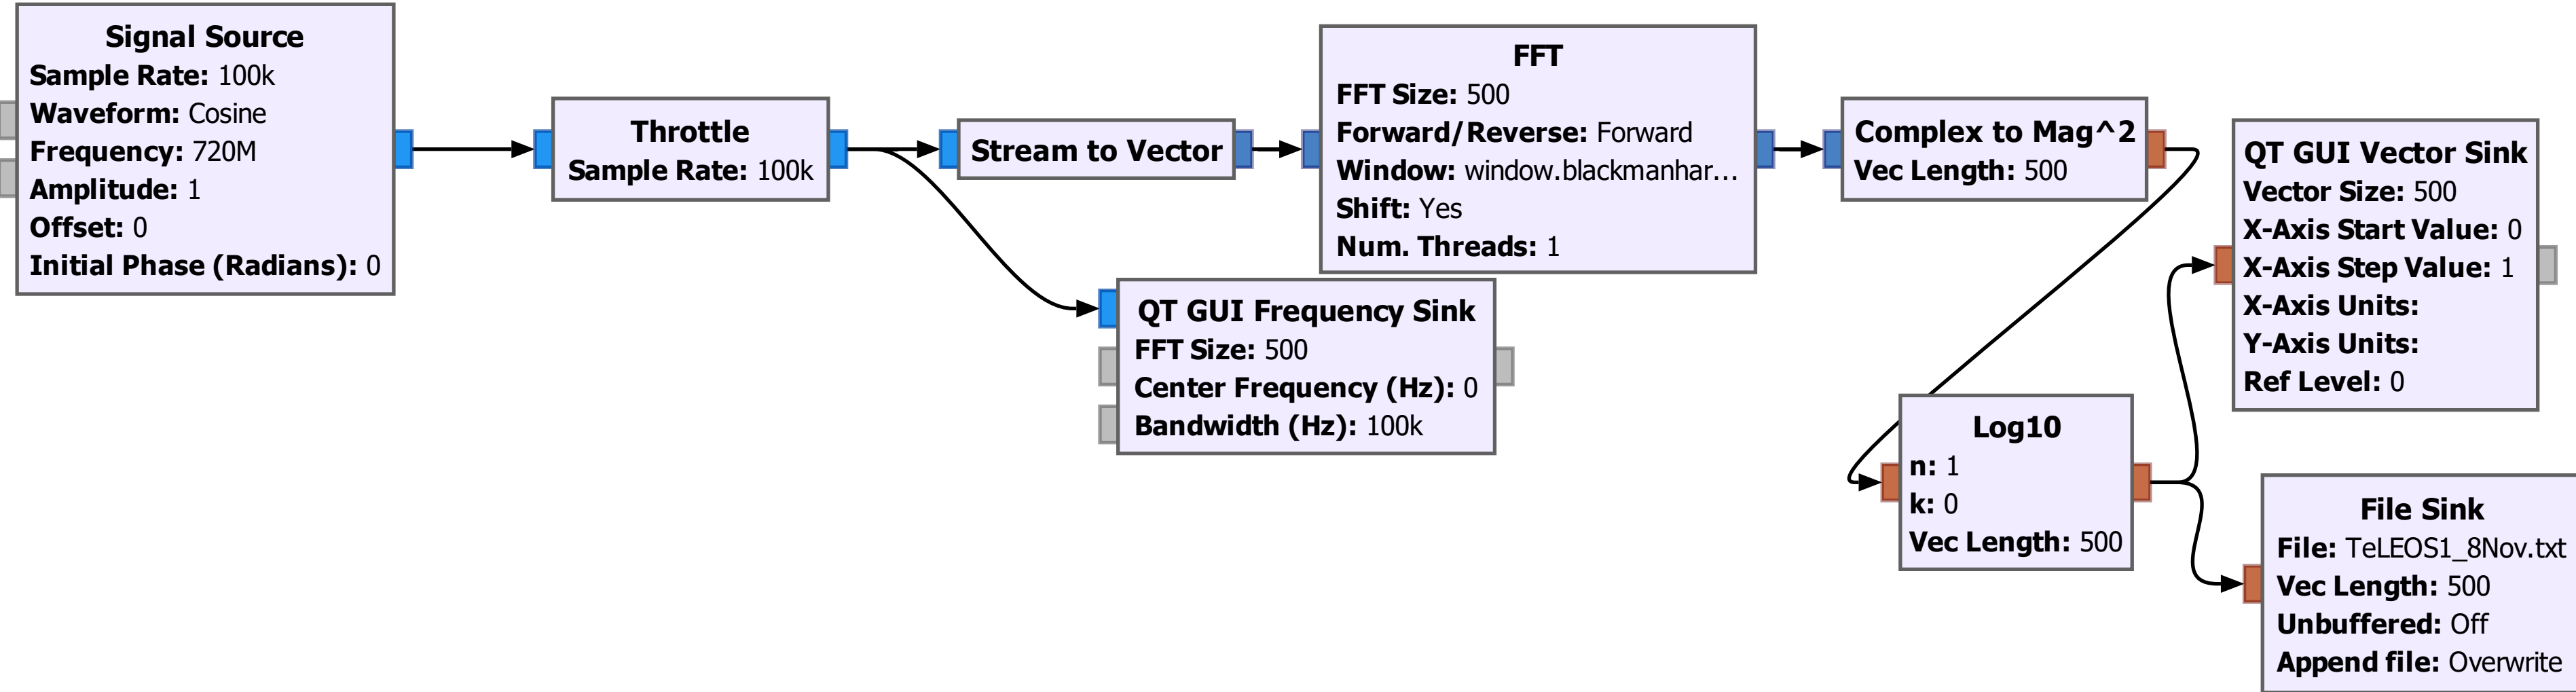 Signal Source
Sample Rate: 100k
Waveform: Cosine
Frequency: 720M
Amplitude: 1
Offset: 0
Initial Phase (Radians): 0
Throttle
Sample Rate: 100k
Stream to Vector
FFT
FFT Size: 500
Forward/Reverse: Forward
Window: window.blackmanhar...
Shift: Yes
Num. Threads: 1
QT GUI Frequency Sink
FFT Size: 500
Center Frequency (Hz): 0
Bandwidth (Hz): 100k
Complex to Mag^2
Vec Length: 500
Log10
n: 1
k: 0
Vec Length: 500
QT GUI Vector Sink
Vector Size: 500
X-Axis Start Value: 0
X-Axis Step Value: 1
X-Axis Units:
Y-Axis Units:
Ref Level: 0
File Sink
File: TeLEOS1_8Nov.txt
Vec Length: 500
Unbuffered: Off
Append file: Overwrite